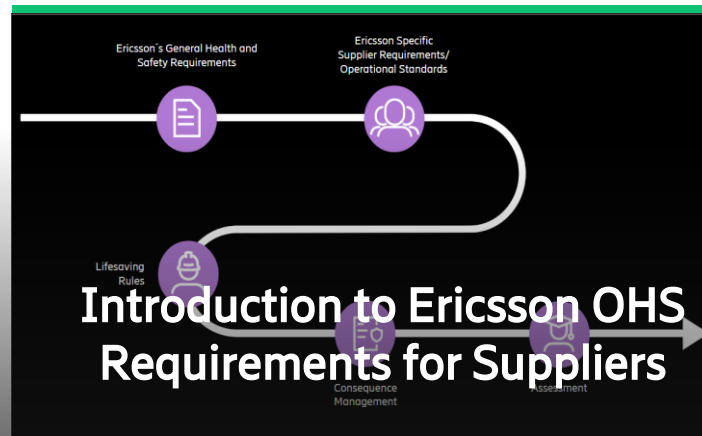 Ericsson´s General Health and
Safety Requirements
Ericsson Specific
Supplier Requirements/
Operational Standards
Lifesaving
Rules
Introduction to Ericsson OHS
Requirements for Suppliers
Consequence
Management
Assessment